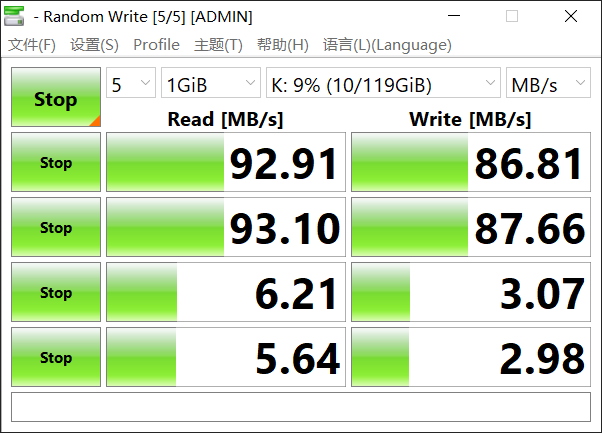 - Random Write [5/5] [ADMIN]
文件(F) 设置(S) Profile 主题(T) 帮助(H) 语言(L)(Language)
Stop 5 1GiB K: 9% (10/119GiB) MB/s
Read [MB/s] Write [MB/s]
Stop 92.91 86.81
Stop 93.10 87.66
Stop 6.21 3.07
Stop 5.64 2.98